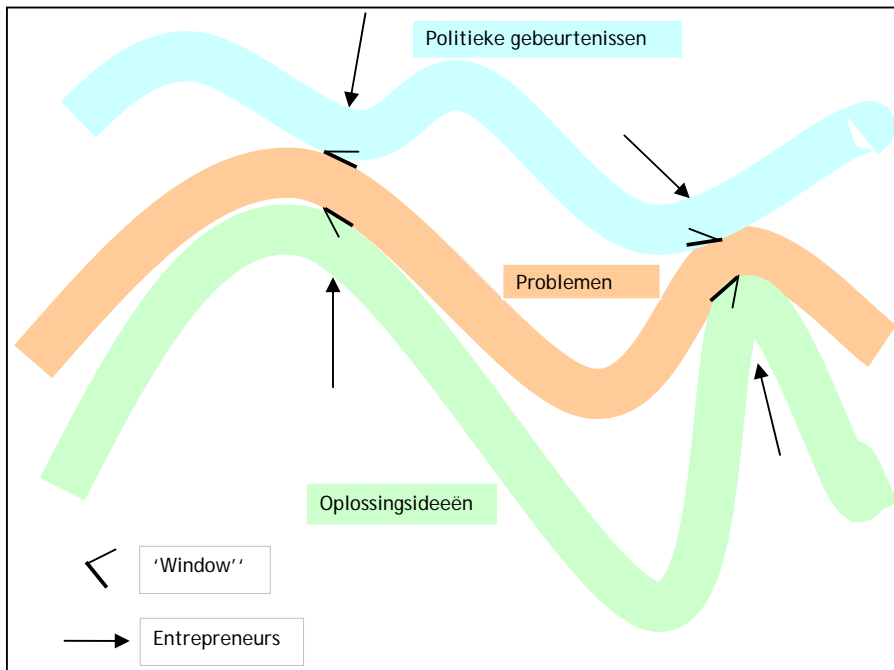 Politieke gebeurtenissen
Problemen
Oplossingsideeën
‘Window’‘
Entrepreneurs